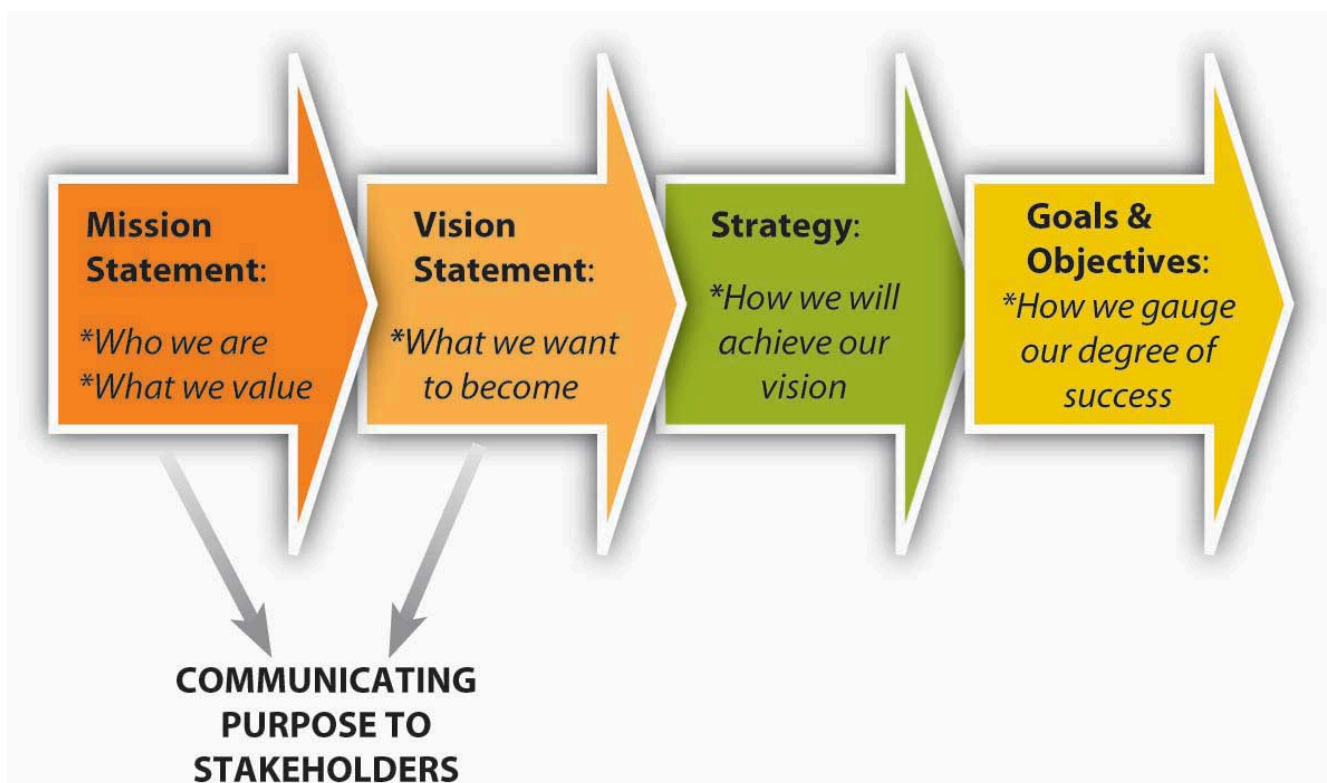 Mission
Statement:
*Who we are
*What we value
Vision
Statement:
*What we want
to become
Strategy:
*How we will
achieve our
vision
Goals &
Objectives:
*How we gauge
our degree of
success
COMMUNICATING
PURPOSE TO
STAKEHOLDERS